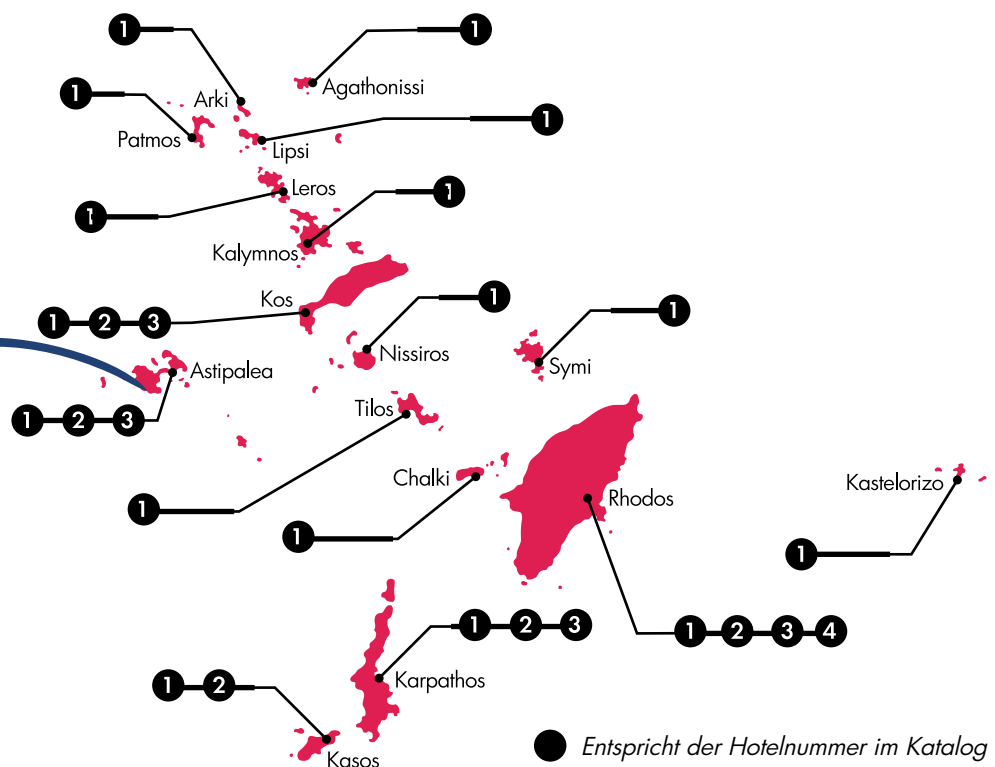 1
1
Agathonissi
1
Arki
Patmos
1
Lipsi
Leros
1
1
Kalymnos
Kos
1
1 2 3
1
Nissiros
Symi
Astipalea
1 2 3
Tilos
Chalki
Kastelorizo
Rhodos
1
1
1
1 2 3
1 2 3 4
Karpathos
1 2
Kasos
Entspricht der Hotelnummer im Katalog